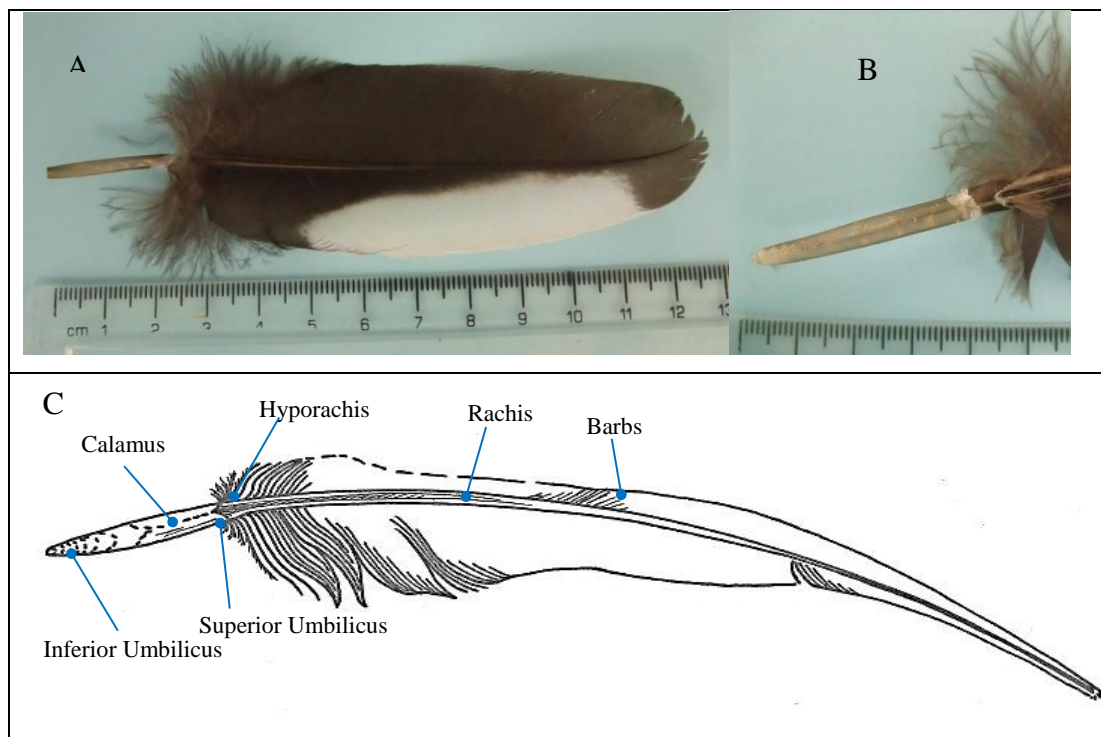 A
B
cm 1 2 3 4 5 6 7 8 9 10 11 12 13
C
Hyporachis
Rachis
Barbs
Calamus
Superior Umbilicus
Inferior Umbilicus